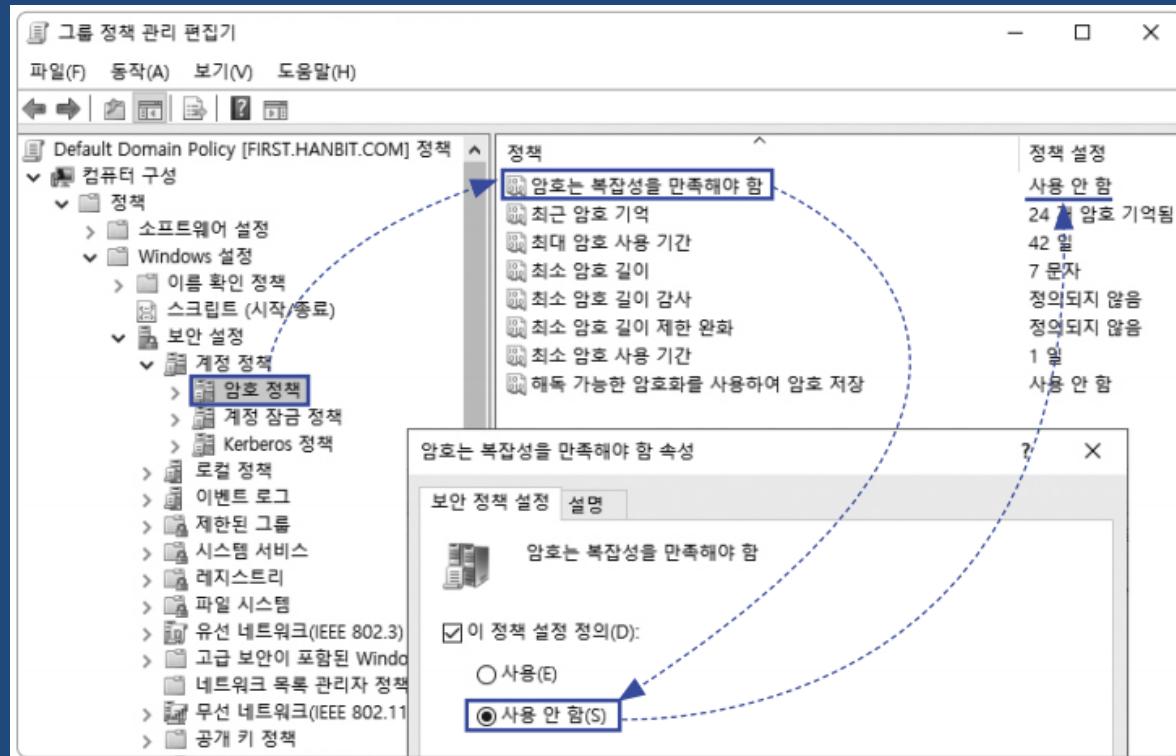 그룹 정책 관리 편집기
파일(F) 동작(A) 보기(V) 도움말(H)
Default Domain Policy [FIRST.HANBIT.COM] 정책
컴퓨터 구성
정책
소프트웨어 설정
Windows 설정
이름 확인 정책
스크립트 (시작/종료)
보안 설정
계정 정책
암호 정책
계정 잠금 정책
Kerberos 정책
로컬 정책
이벤트 로그
제한된 그룹
시스템 서비스
레지스트리
파일 시스템
유선 네트워크(IEEE 802.3)
고급 보안이 포함된 Windo
네트워크 목록 관리자 정책
무선 네트워크(IEEE 802.11
공개 키 정책
정책 정책 설정
암호는 복잡성을 만족해야 함 사용 안 함
최근 암호 기억 24 개 암호 기억됨
최대 암호 사용 기간 42 일
최소 암호 길이 7 문자
최소 암호 길이 감사 정의되지 않음
최소 암호 길이 제한 완화 정의되지 않음
최소 암호 사용 기간 1 일
해독 가능한 암호화를 사용하여 암호 저장 사용 안 함
암호는 복잡성을 만족해야 함 속성 ?
보안 정책 설정 설명
암호는 복잡성을 만족해야 함
이 정책 설정 정의(D):
사용(E)
사용 안 함(S)